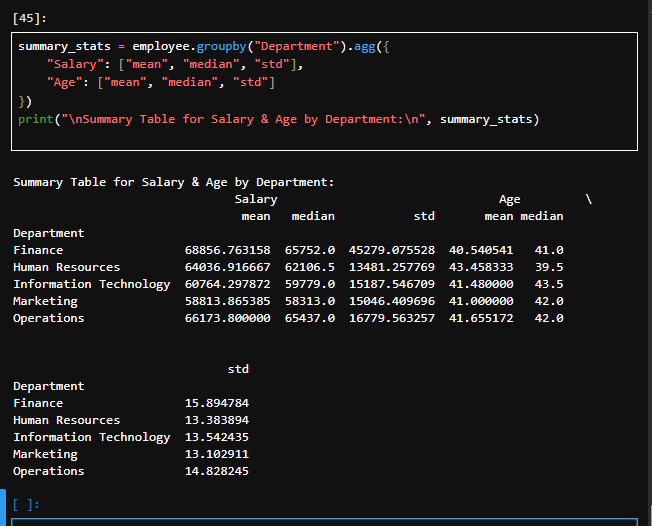 [45]:
summary_stats = employee.groupby("Department").agg({
    "Salary": ["mean", "median", "std"],
    "Age": ["mean", "median", "std"]
})
print("\nSummary Table for Salary & Age by Department:\n", summary_stats)
Summary Table for Salary & Age by Department:
                              Salary                              Age         \
                               mean   median           std       mean median
Department
Finance                 68856.763158  65752.0  45279.075528  40.540541   41.0
Human Resources         64036.916667  62106.5  13481.257769  43.458333   39.5
Information Technology  60764.297872  59779.0  15187.546709  41.480000   43.5
Marketing               58813.865385  58313.0  15046.409696  41.000000   42.0
Operations              66173.800000  65437.0  16779.563257  41.655172   42.0
                              std
Department
Finance                 15.894784
Human Resources         13.383894
Information Technology  13.542435
Marketing               13.102911
Operations              14.828245
[ ]: